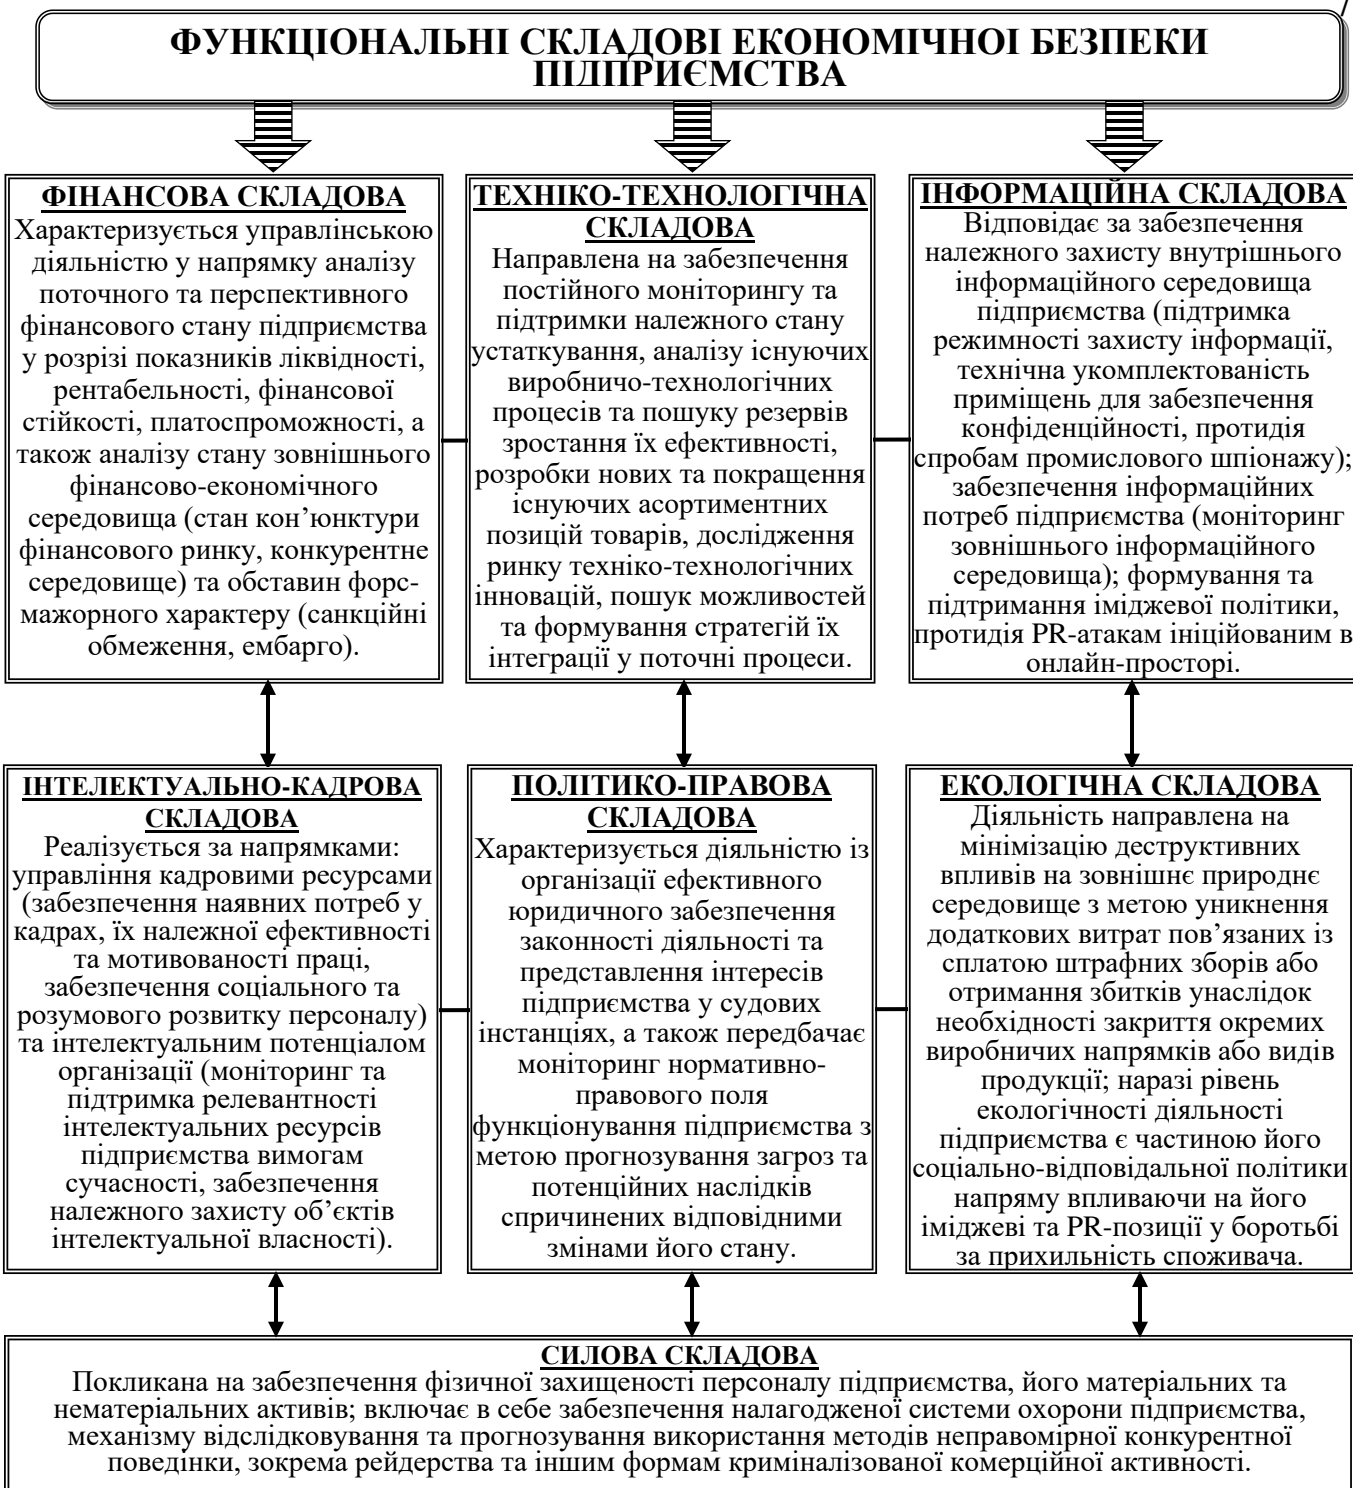 ФУНКЦІОНАЛЬНІ СКЛАДОВІ ЕКОНОМІЧНОЇ БЕЗПЕКИ
ПІДПРИЄМСТВА
ФІНАНСОВА СКЛАДОВА
Характеризується управлінською
діяльністю у напрямку аналізу
поточного та перспективного
фінансового стану підприємства
у розрізі показників ліквідності,
рентабельності, фінансової
стійкості, платоспроможності, а
також аналізу стану зовнішнього
фінансово-економічного
середовища (стан кон’юнктури
фінансового ринку, конкурентне
середовище) та обставин форс-
мажорного характеру (санкційні
обмеження, ембарго).
ТЕХНІКО-ТЕХНОЛОГІЧНА
СКЛАДОВА
Направлена на забезпечення
постійного моніторингу та
підтримки належного стану
устаткування, аналізу існуючих
виробничо-технологічних
процесів та пошуку резервів
зростання їх ефективності,
розробки нових та покращення
існуючих асортиментних
позицій товарів, дослідження
ринку техніко-технологічних
інновацій, пошук можливостей
та формування стратегій їх
інтеграції у поточні процеси.
ІНФОРМАЦІЙНА СКЛАДОВА
Відповідає за забезпечення
належного захисту внутрішнього
інформаційного середовища
підприємства (підтримка
режимності захисту інформації,
технічна укомплектованість
приміщень для забезпечення
конфіденційності, протидія
спробам промислового шпіонажу);
забезпечення інформаційних
потреб підприємства (моніторинг
зовнішнього інформаційного
середовища); формування та
підтримання іміджевої політики,
протидія PR-атакам ініційованим в
онлайн-просторі.
ІНТЕЛЕКТУАЛЬНО-КАДРОВА
СКЛАДОВА
Реалізується за напрямками:
управління кадровими ресурсами
(забезпечення наявних потреб у
кадрах, їх належної ефективності
та мотивованості праці,
забезпечення соціального та
розумового розвитку персоналу)
та інтелектуальним потенціалом
організації (моніторинг та
підтримка релевантності
інтелектуальних ресурсів
підприємства вимогам
сучасності, забезпечення
належного захисту об’єктів
інтелектуальної власності).
ПОЛІТИКО-ПРАВОВА
СКЛАДОВА
Характеризується діяльністю із
організації ефективного
юридичного забезпечення
законності діяльності та
представлення інтересів
підприємства у судових
інстанціях, а також передбачає
моніторинг нормативно-
правового поля
функціонування підприємства з
метою прогнозування загроз та
потенційних наслідків
спричинених відповідними
змінами його стану.
ЕКОЛОГІЧНА СКЛАДОВА
Діяльність направлена на
мінімізацію деструктивних
впливів на зовнішнє природнє
середовище з метою уникнення
додаткових витрат пов’язаних із
сплатою штрафних зборів або
отримання збитків унаслідок
необхідності закриття окремих
виробничих напрямків або видів
продукції; наразі рівень
екологічності діяльності
підприємства є частиною його
соціально-відповідальної політики
напряму впливаючи на його
іміджеві та PR-позиції у боротьбі
за прихильність споживача.
СИЛОВА СКЛАДОВА
Покликана на забезпечення фізичної захищеності персоналу підприємства, його матеріальних та
нематеріальних активів; включає в себе забезпечення налагодженої системи охорони підприємства,
механізму відслідковування та прогнозування використання методів неправомірної конкурентної
поведінки, зокрема рейдерства та іншим формам криміналізованої комерційної активності.